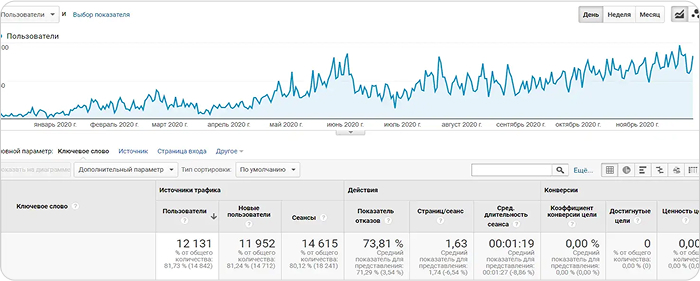 Пользователи и Выбор показателя День Неделя Месяц
Пользователи
январь 2020 г. февраль 2020 г. март 2020 г. апрель 2020 г. май 2020 г. июнь 2020 г. июль 2020 г. август 2020 г. сентябрь 2020 г. октябрь 2020 г. ноябрь 2020 г.
новной параметр: Ключевое слово Источник Страница входа Другое
оказать на диаграмме Дополнительный параметр Тип сортировки: По умолчанию Ещё...
Ключевое слово ?
Источники трафика Действия Конверсии
Пользователи ? Новые пользователи ? Сеансы ? Показатель отказов ? Страниц/сеанс ? Сред. длительность сеанса ? Коэффициент конверсии цели ? Достигнутые цели ? Ценность ц
12 131 11 952 14 615 73,81 % 1,63 00:01:19 0,00 % 0 0,00
% от общего количества: 81,73 % (14 842)
% от общего количества: 81,24 % (14 712)
% от общего количества: 80,12 % (18 241)
Средний показатель для представления: 71,29 % (3,54 %)
Средний показатель для представления: 1,74 (-6,54 %)
Средний показатель для представления: 00:01:27 (-8,86 %)
Средний показатель для представления: 0,00 % (0,00 %)
% от общего количества: 0,00 % (0)
% от общ количества: 0,00 %